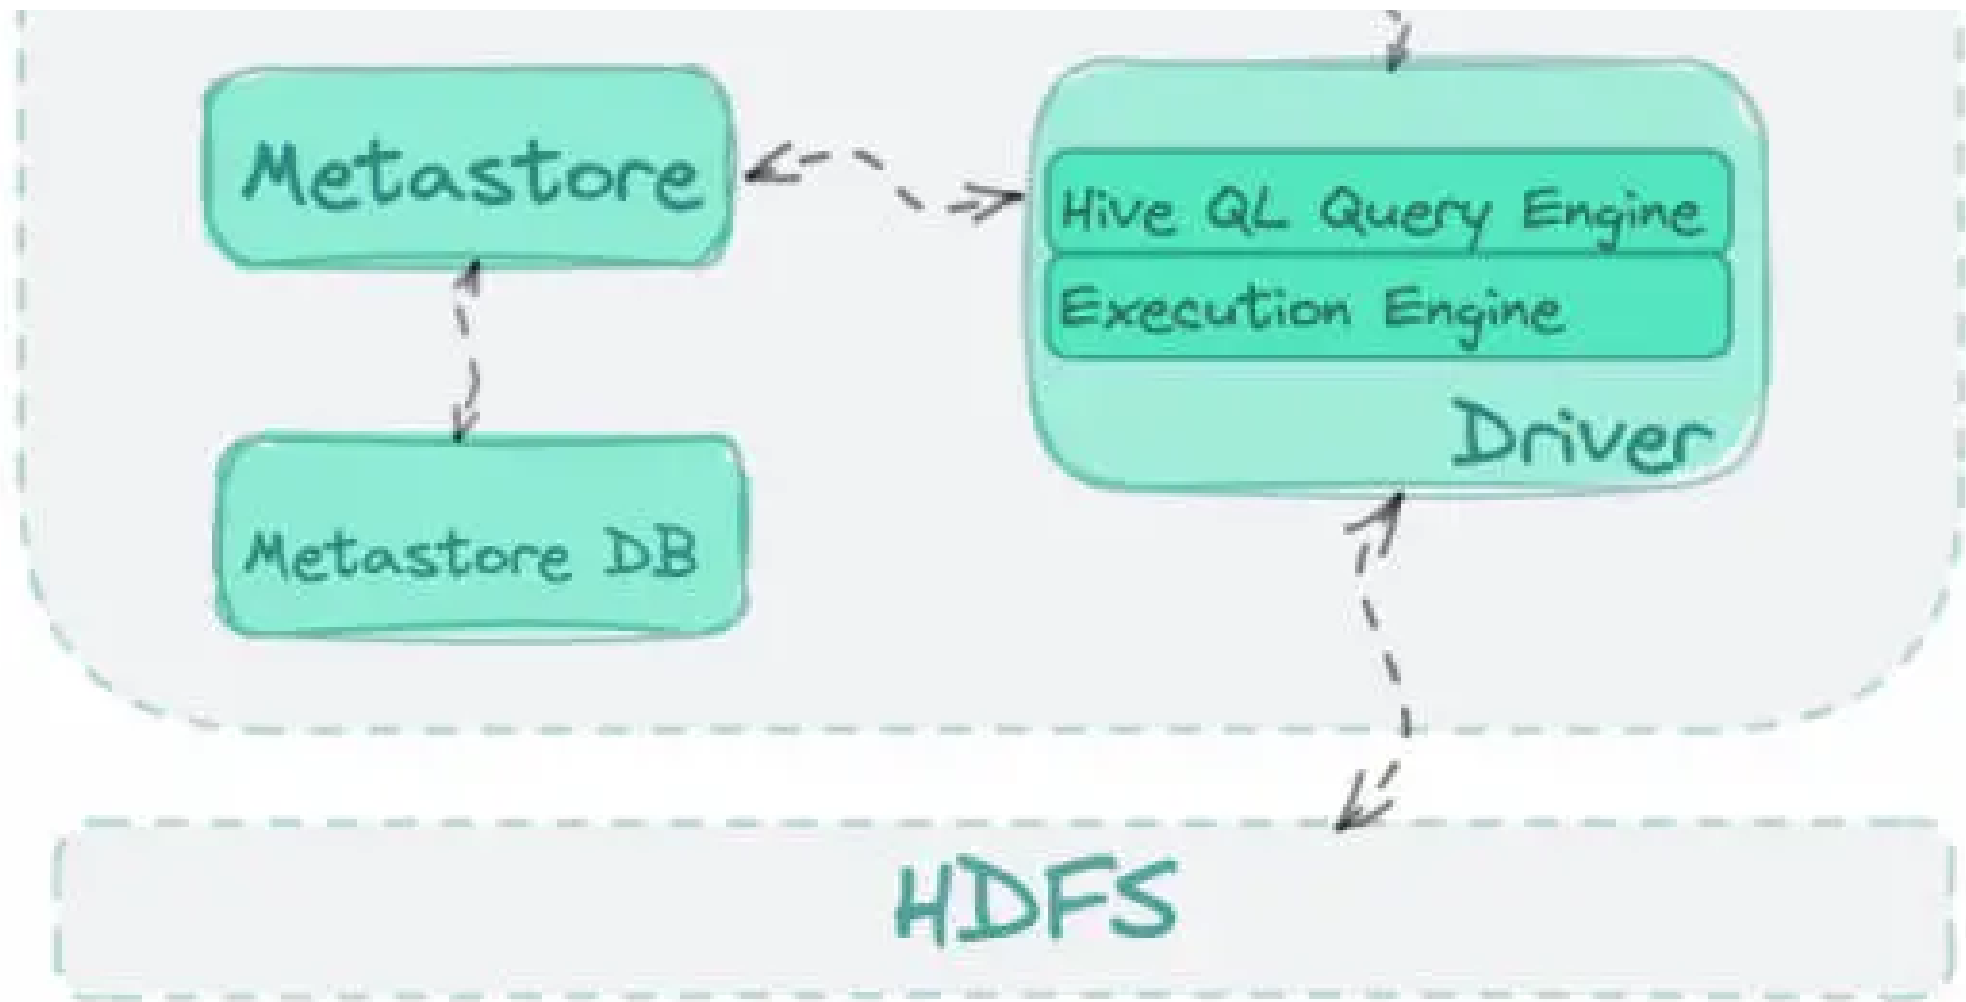 Metastore
Hive QL Query Engine
Execution Engine
Driver
Metastore DB
HDFS